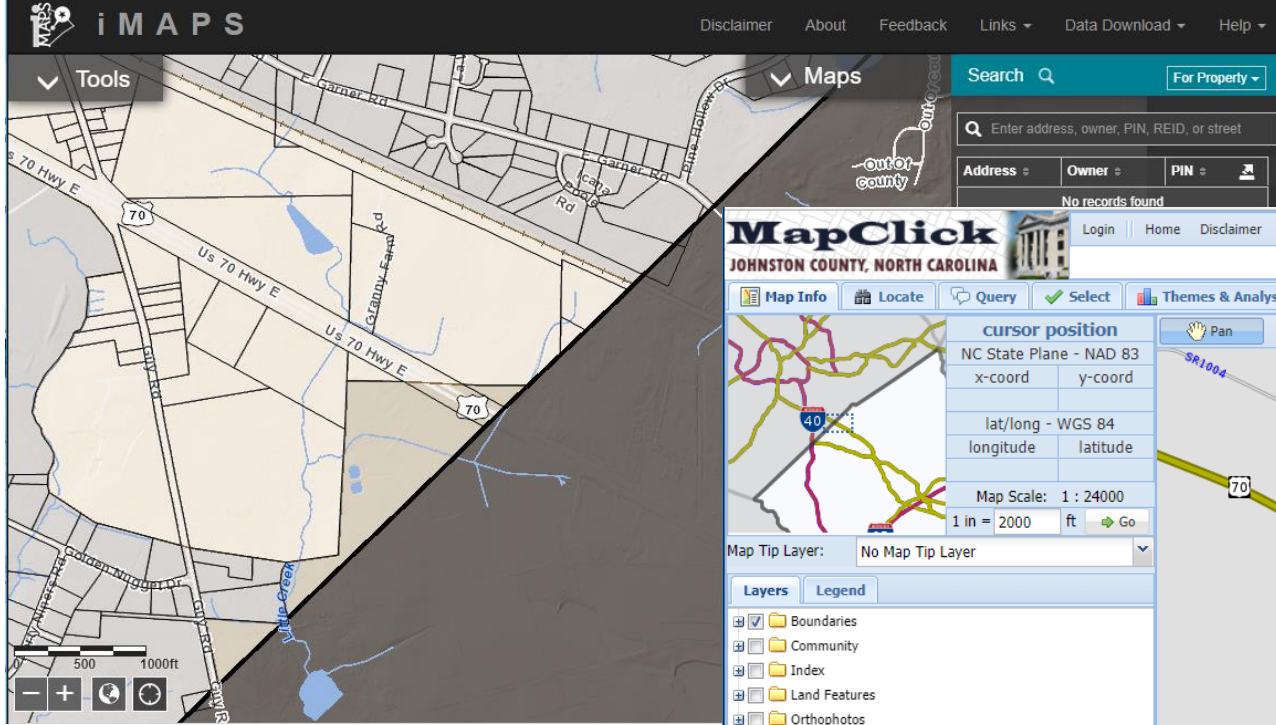 iMAPS
i M A P S
Disclaimer About Feedback Links Data Download Help
Tools
Maps
Search
For Property
Enter address, owner, PIN, REID, or street
Address Owner PIN
No records found
E Garner Rd
Pine Hollow Dr
Out Of
County
E Garner Rd
Icana
Rd
s 70 Hwy E
70
Us 70 Hwy E
Granny Farm Rd
Us 70 Hwy E
70
Guy Rd
Golden Nugget Dr
Guy Rd
Little Creek
0 500 1000ft
MapClick
JOHNSTON COUNTY, NORTH CAROLINA
Login Home Disclaimer
Map Info Locate Query Select Themes & Analys
cursor position
NC State Plane - NAD 83
x-coord y-coord
lat/long - WGS 84
longitude latitude
Map Scale: 1 : 24000
1 in = 2000 ft Go
40
Pan
SR1004
70
Map Tip Layer: No Map Tip Layer
Layers Legend
Boundaries
Community
Index
Land Features
Orthophotos